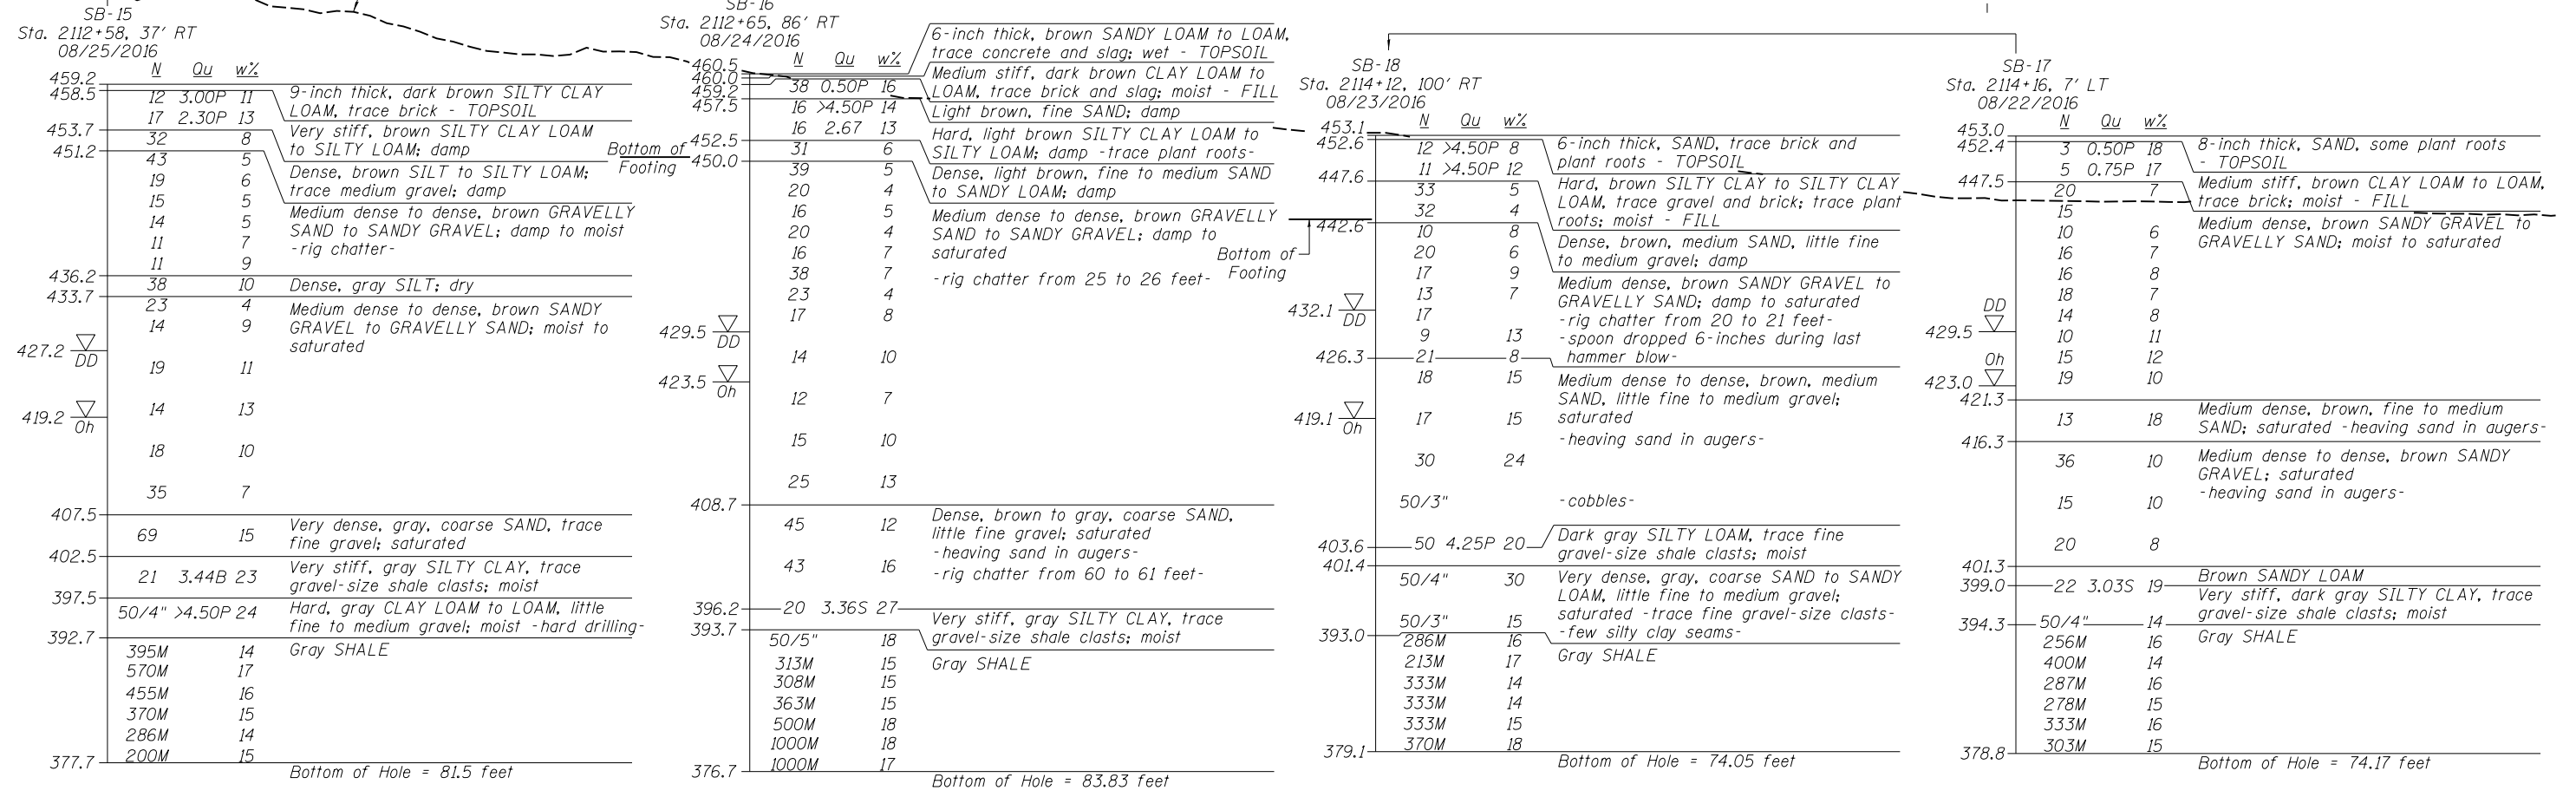 SB-15
Sta. 2112+58, 37' RT
08/25/2016
N Qu w%
459.2
458.5
12 3.00P 11
9-inch thick, dark brown SILTY CLAY
LOAM, trace brick - TOPSOIL
17 2.30P 13
453.7
Very stiff, brown SILTY CLAY LOAM
to SILTY LOAM; damp
32 8
451.2
43 5
Dense, brown SILT to SILTY LOAM;
trace medium gravel; damp
19 6
15 5
Medium dense to dense, brown GRAVELLY
SAND to SANDY GRAVEL; damp to moist
-rig chatter-
14 5
11 7
11 9
436.2
38 10 Dense, gray SILT; dry
433.7
23 4
Medium dense to dense, brown SANDY
GRAVEL to GRAVELLY SAND; moist to
saturated
14 9
427.2
DD
19 11
14 13
419.2
0h
18 10
35 7
407.5
69 15
Very dense, gray, coarse SAND, trace
fine gravel; saturated
402.5
21 3.44B 23
Very stiff, gray SILTY CLAY, trace
gravel-size shale clasts; moist
397.5
50/4" >4.50P 24
Hard, gray CLAY LOAM to LOAM, little
fine to medium gravel; moist -hard drilling-
392.7
395M 14 Gray SHALE
570M 17
455M 16
370M 15
286M 14
200M 15
377.7
Bottom of Hole = 81.5 feet
SB-16
Sta. 2112+65, 86' RT
08/24/2016
N Qu w%
6-inch thick, brown SANDY LOAM to LOAM,
trace concrete and slag; wet - TOPSOIL
460.5
460.0
459.2
457.5
38 0.50P 16
Medium stiff, dark brown CLAY LOAM to
LOAM, trace brick and slag; moist - FILL
16 >4.50P 14
Light brown, fine SAND; damp
16 2.67 13
Hard, light brown SILTY CLAY LOAM to
SILTY LOAM; damp -trace plant roots-
452.5
31 6
Bottom of
Footing
450.0
39 5
Dense, light brown, fine to medium SAND
to SANDY LOAM; damp
20 4
16 5
Medium dense to dense, brown GRAVELLY
SAND to SANDY GRAVEL; damp to
saturated
20 4
16 7
38 7
-rig chatter from 25 to 26 feet-
23 4
17 8
429.5
DD
14 10
423.5
0h
12 7
15 10
25 13
408.7
45 12
Dense, brown to gray, coarse SAND,
little fine gravel; saturated
-heaving sand in augers-
43 16
-rig chatter from 60 to 61 feet-
396.2
20 3.36S 27
Very stiff, gray SILTY CLAY, trace
gravel-size shale clasts; moist
393.7
50/5" 18
313M 15 Gray SHALE
308M 15
363M 15
500M 18
1000M 18
1000M 17
376.7
Bottom of Hole = 83.83 feet
SB-18
Sta. 2114+12, 100' RT
08/23/2016
N Qu w%
453.1
452.6
12 >4.50P 8
6-inch thick, SAND, trace brick and
plant roots - TOPSOIL
11 >4.50P 12
447.6
33 5
Hard, brown SILTY CLAY to SILTY CLAY
LOAM, trace gravel and brick; trace plant
roots; moist - FILL
32 4
442.6
Bottom of
Footing
10 8
Dense, brown, medium SAND, little fine
to medium gravel; damp
20 6
17 9
13 7
Medium dense, brown SANDY GRAVEL to
GRAVELLY SAND; damp to saturated
-rig chatter from 20 to 21 feet-
-spoon dropped 6-inches during last
hammer blow-
432.1
DD
17
9 13
426.3
21 8
18 15
Medium dense to dense, brown, medium
SAND, little fine to medium gravel;
saturated
17 15
419.1
0h
-heaving sand in augers-
30 24
50/3" -cobbles-
403.6
50 4.25P 20
Dark gray SILTY LOAM, trace fine
gravel-size shale clasts; moist
401.4
50/4" 30
Very dense, gray, coarse SAND to SANDY
LOAM, little fine to medium gravel;
saturated -trace fine gravel-size clasts-
-few silty clay seams-
50/3" 15
393.0
286M 16
213M 17 Gray SHALE
333M 14
333M 14
333M 15
370M 18
379.1
Bottom of Hole = 74.05 feet
SB-17
Sta. 2114+16, 7' LT
08/22/2016
N Qu w%
453.0
452.4
3 0.50P 18
8-inch thick, SAND, some plant roots
- TOPSOIL
5 0.75P 17
447.5
20 7
Medium stiff, brown CLAY LOAM to LOAM,
trace brick; moist - FILL
15
10 6
Medium dense, brown SANDY GRAVEL to
GRAVELLY SAND; moist to saturated
16 7
16 8
18 7
DD
429.5
14 8
10 11
15 12
0h
423.0
19 10
421.3
13 18
Medium dense, brown, fine to medium
SAND; saturated -heaving sand in augers-
416.3
36 10
Medium dense to dense, brown SANDY
GRAVEL; saturated
-heaving sand in augers-
15 10
20 8
401.3
Brown SANDY LOAM
399.0
22 3.03S 19
Very stiff, dark gray SILTY CLAY, trace
gravel-size shale clasts; moist
394.3
50/4" 14
256M 16 Gray SHALE
400M 14
287M 16
278M 15
333M 16
303M 15
378.8
Bottom of Hole = 74.17 feet